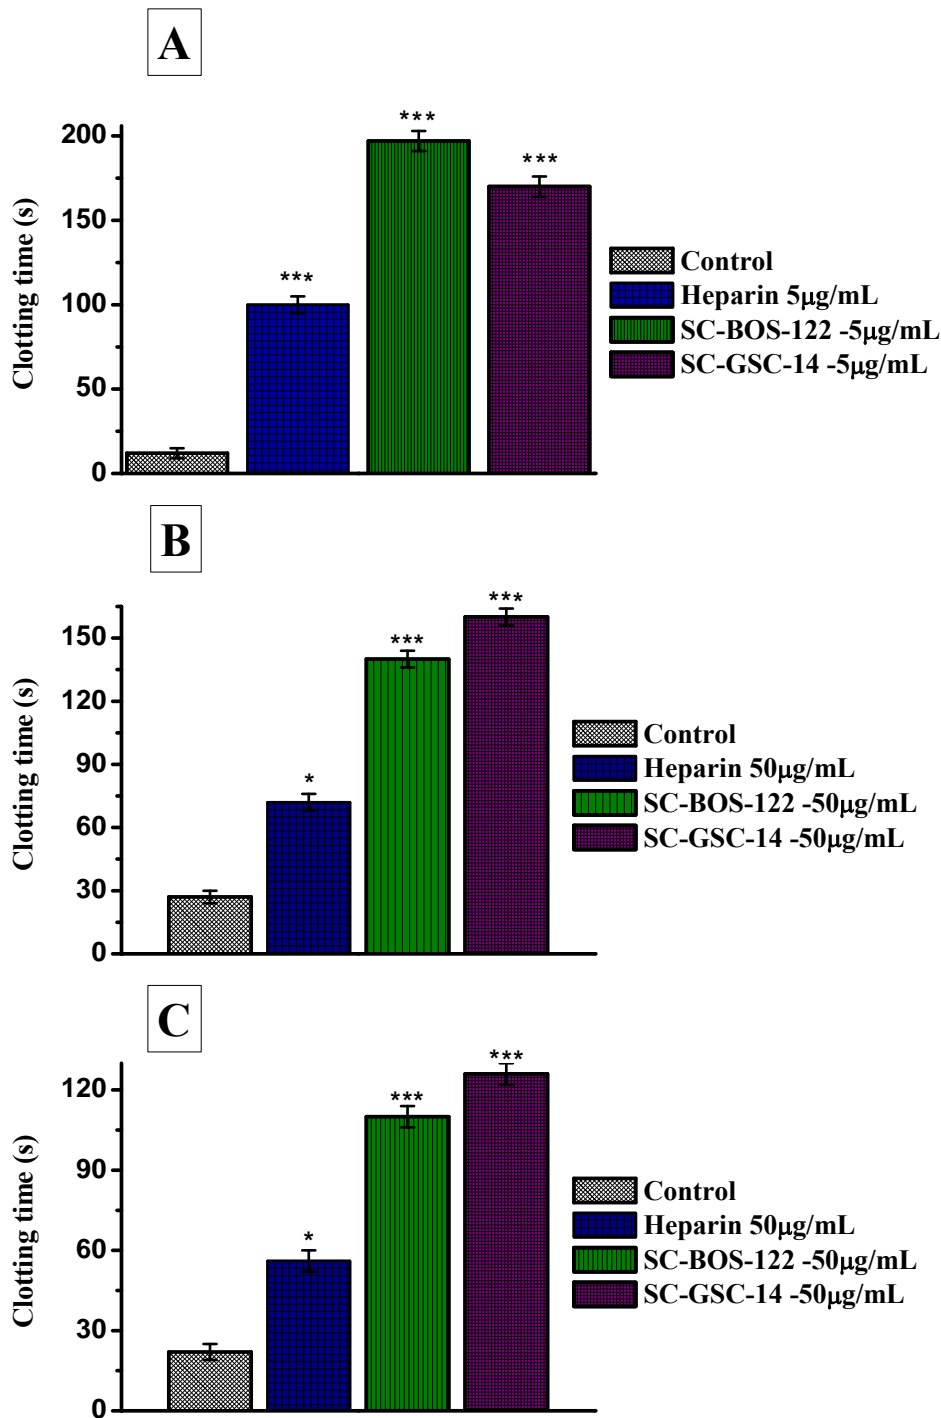 A
Clotting time (s)
200
150
100
50
0
***
***
***
Control
Heparin 5μg/mL
SC-BOS-122 -5μg/mL
SC-GSC-14 -5μg/mL
B
Clotting time (s)
150
120
90
60
30
0
*
***
***
Control
Heparin 50μg/mL
SC-BOS-122 -50μg/mL
SC-GSC-14 -50μg/mL
C
Clotting time (s)
120
90
60
30
0
*
***
***
Control
Heparin 50μg/mL
SC-BOS-122 -50μg/mL
SC-GSC-14 -50μg/mL